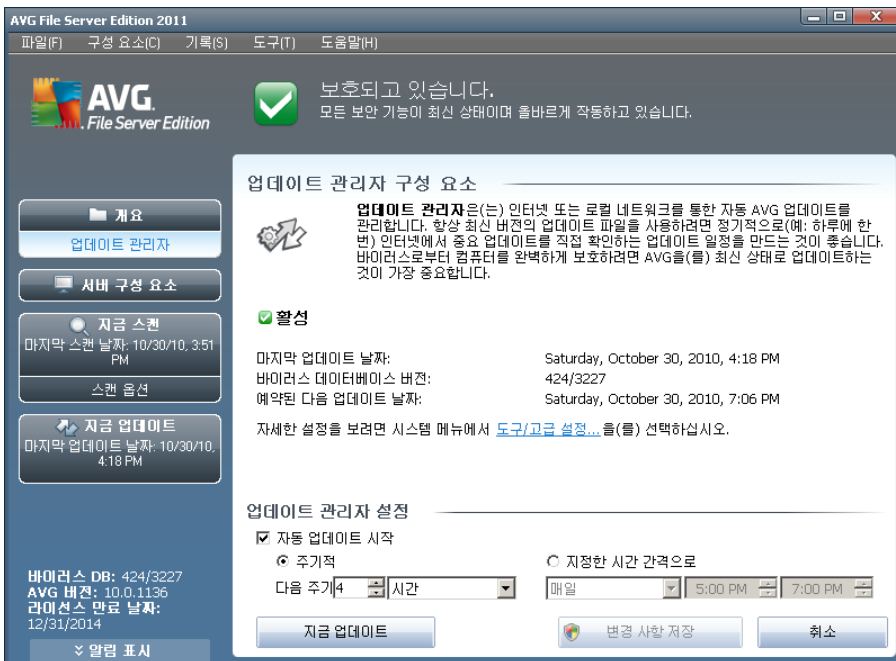 AVG File Server Edition 2011
파일(F) 구성 요소(C) 기록(S) 도구(T) 도움말(H)
AVG.
File Server Edition
보호되고 있습니다.
모든 보안 기능이 최신 상태이며 올바르게 작동하고 있습니다.
개요
업데이트 관리자
서버 구성 요소
지금 스캔
마지막 스캔 날짜: 10/30/10, 3:51
PM
스캔 옵션
지금 업데이트
마지막 업데이트 날짜: 10/30/10,
4:18 PM
바이러스 DB: 424/3227
AVG 버전: 10.0.1136
라이선스 만료 날짜:
12/31/2014
알림 표시
업데이트 관리자 구성 요소
업데이트 관리자은(는) 인터넷 또는 로컬 네트워크를 통한 자동 AVG 업데이트를
관리합니다. 항상 최신 버전의 업데이트 파일을 사용하려면 정기적으로(예: 하루에 한
번) 인터넷에서 중요 업데이트를 직접 확인하는 업데이트 일정을 만드는 것이 좋습니다.
바이러스로부터 컴퓨터를 완벽하게 보호하려면 AVG을(를) 최신 상태로 업데이트하는
것이 가장 중요합니다.
활성
마지막 업데이트 날짜: Saturday, October 30, 2010, 4:18 PM
바이러스 데이터베이스 버전: 424/3227
예약된 다음 업데이트 날짜: Saturday, October 30, 2010, 7:06 PM
자세한 설정을 보려면 시스템 메뉴에서 도구/고급 설정...을(를) 선택하십시오.
업데이트 관리자 설정
자동 업데이트 시작
주기적 지정한 시간 간격으로
다음 주기 4 시간 매일 5:00 PM 7:00 PM
지금 업데이트 변경 사항 저장 취소